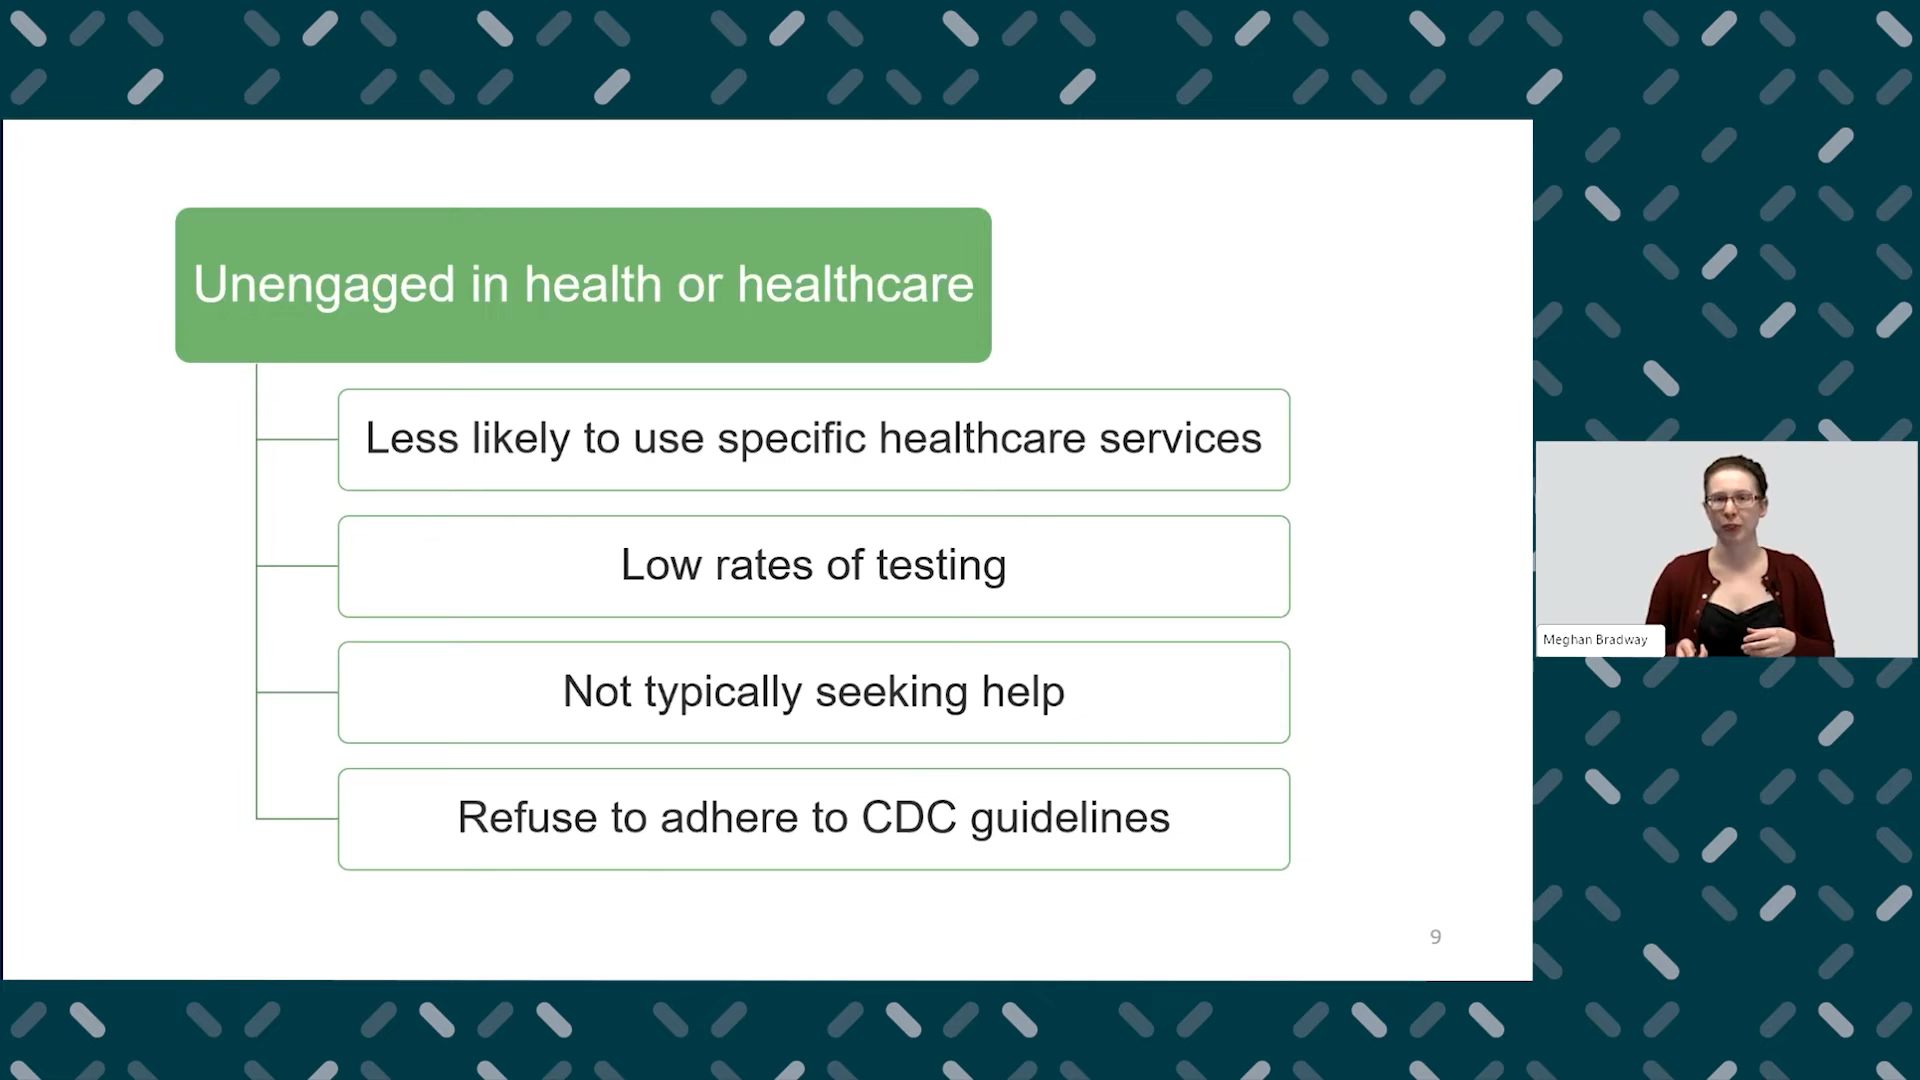 Unengaged in health or healthcare
Less likely to use specific healthcare services
Low rates of testing
Not typically seeking help
Refuse to adhere to CDC guidelines
9
Meghan Bradway